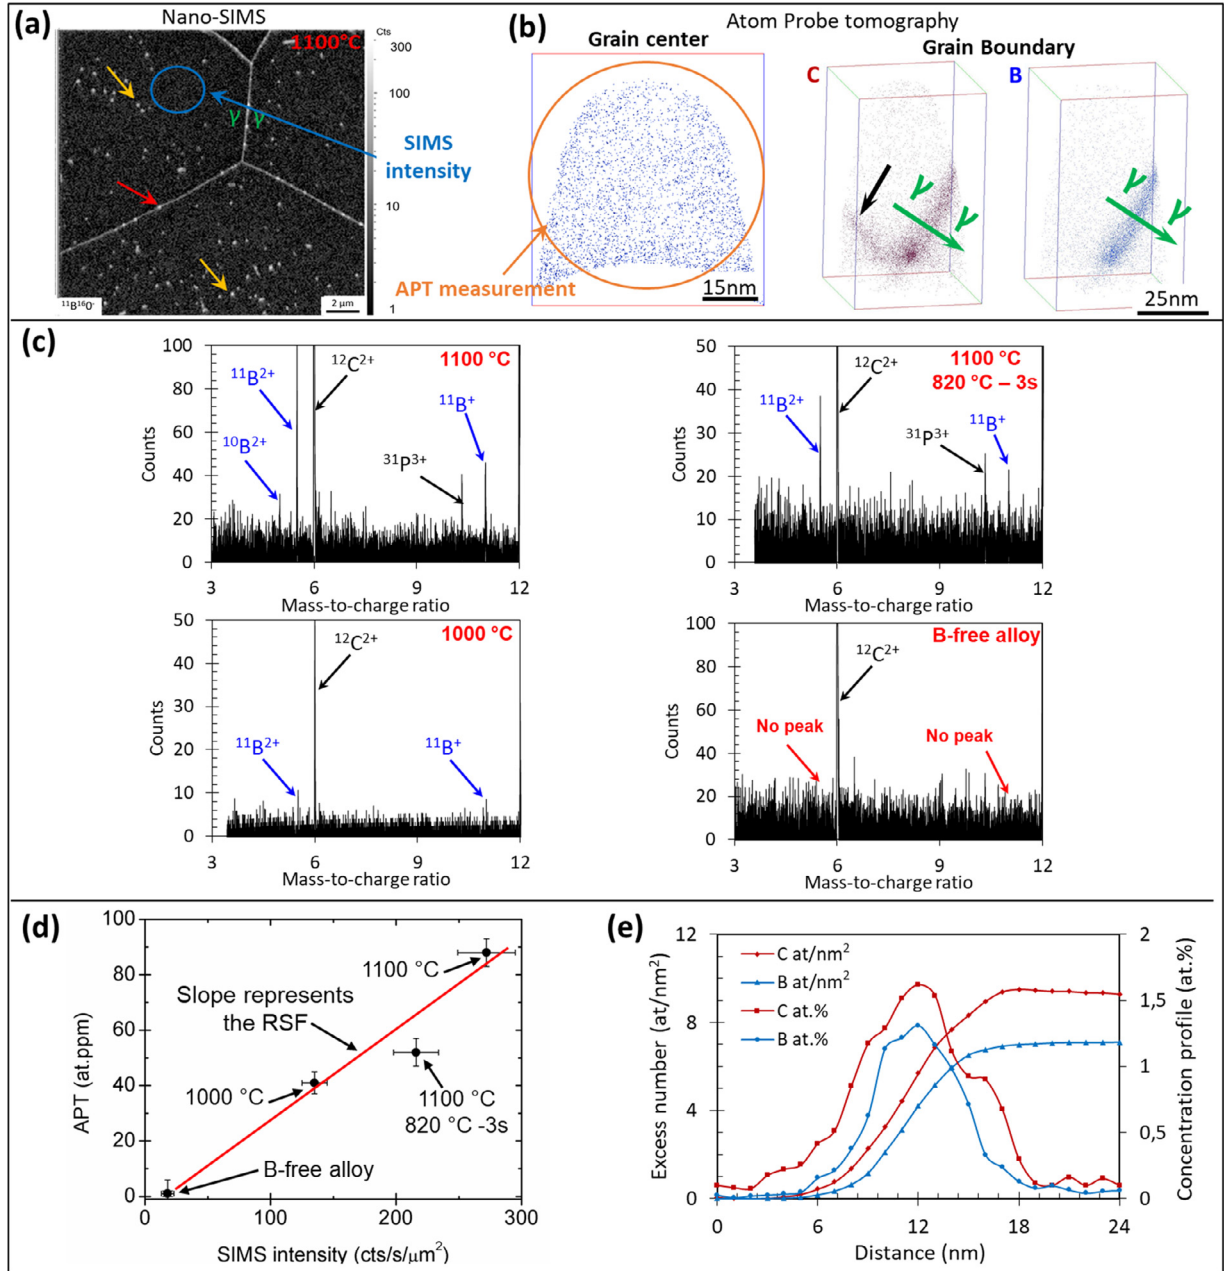 (a)
Nano-SIMS
1100°C
Cts
300
100
10
1
γ γ
SIMS
intensity
¹¹B¹⁶O⁻
2 µm
(b)
Atom Probe tomography
Grain center
Grain Boundary
C
B
γ
γ
γ
γ
APT measurement
15nm
25nm
(c)
100
80
60
40
20
0
Counts
¹¹B²⁺
¹²C²⁺
1100 °C
¹⁰B²⁺
³¹P³⁺
¹¹B⁺
3 6 9 12
Mass-to-charge ratio
50
40
30
20
10
0
Counts
¹²C²⁺
1100 °C
820 °C – 3s
¹¹B²⁺
³¹P³⁺
¹¹B⁺
3 6 9 12
Mass-to-charge ratio
50
40
30
20
10
0
Counts
¹²C²⁺
1000 °C
¹¹B²⁺
¹¹B⁺
3 6 9 12
Mass-to-charge ratio
100
80
60
40
20
0
Counts
¹²C²⁺
B-free alloy
No peak
No peak
3 6 9 12
Mass-to-charge ratio
(d)
100
80
60
40
20
0
APT (at.ppm)
1100 °C
Slope represents
the RSF
1000 °C
1100 °C
820 °C -3s
B-free alloy
0 100 200 300
SIMS intensity (cts/s/µm²)
(e)
12
8
4
0
Excess number (at/nm²)
C at/nm²
B at/nm²
C at.%
B at.%
2
1,5
1
0,5
0
Concentration profile (at.%)
0 6 12 18 24
Distance (nm)